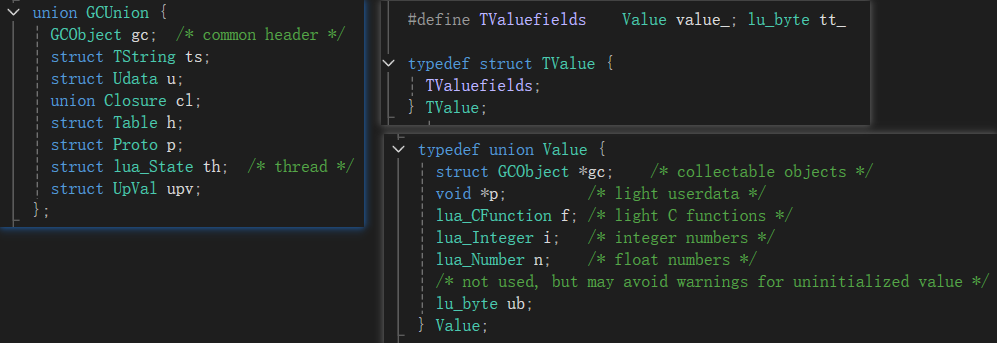 union GCUnion {
GCObject gc;  /* common header */
struct TString ts;
struct Udata u;
union Closure cl;
struct Table h;
struct Proto p;
struct lua_State th;  /* thread */
struct UpVal upv;
};
#define TValuefields    Value value_; lu_byte tt_
typedef struct TValue {
TValuefields;
} TValue;
typedef union Value {
struct GCObject *gc;    /* collectable objects */
void *p;         /* light userdata */
lua_CFunction f; /* light C functions */
lua_Integer i;   /* integer numbers */
lua_Number n;    /* float numbers */
/* not used, but may avoid warnings for uninitialized value */
lu_byte ub;
} Value;